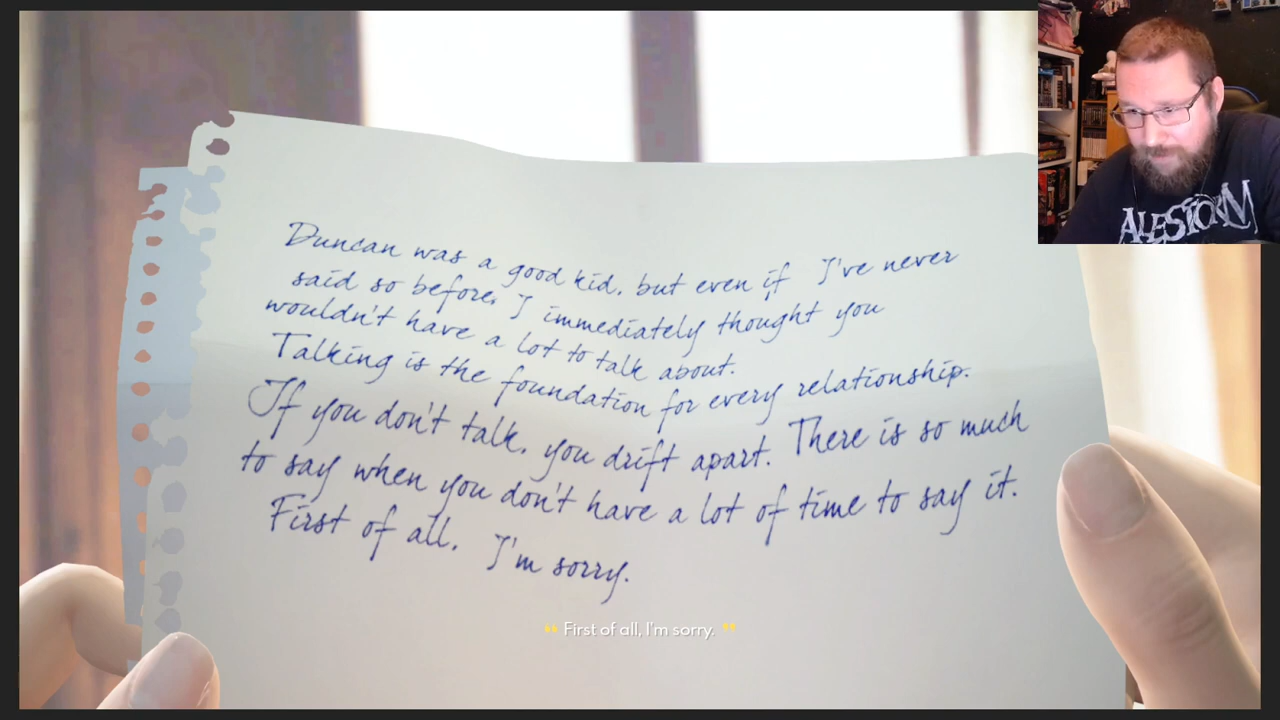 Duncan was a good kid, but even if I've never
said so before, I immediately thought you
wouldn't have a lot to talk about.
Talking is the foundation for every relationship.
If you don't talk, you drift apart. There is so much
to say when you don't have a lot of time to say it.
First of all, I'm sorry.
“ First of all, I'm sorry. ”
ALESTORM